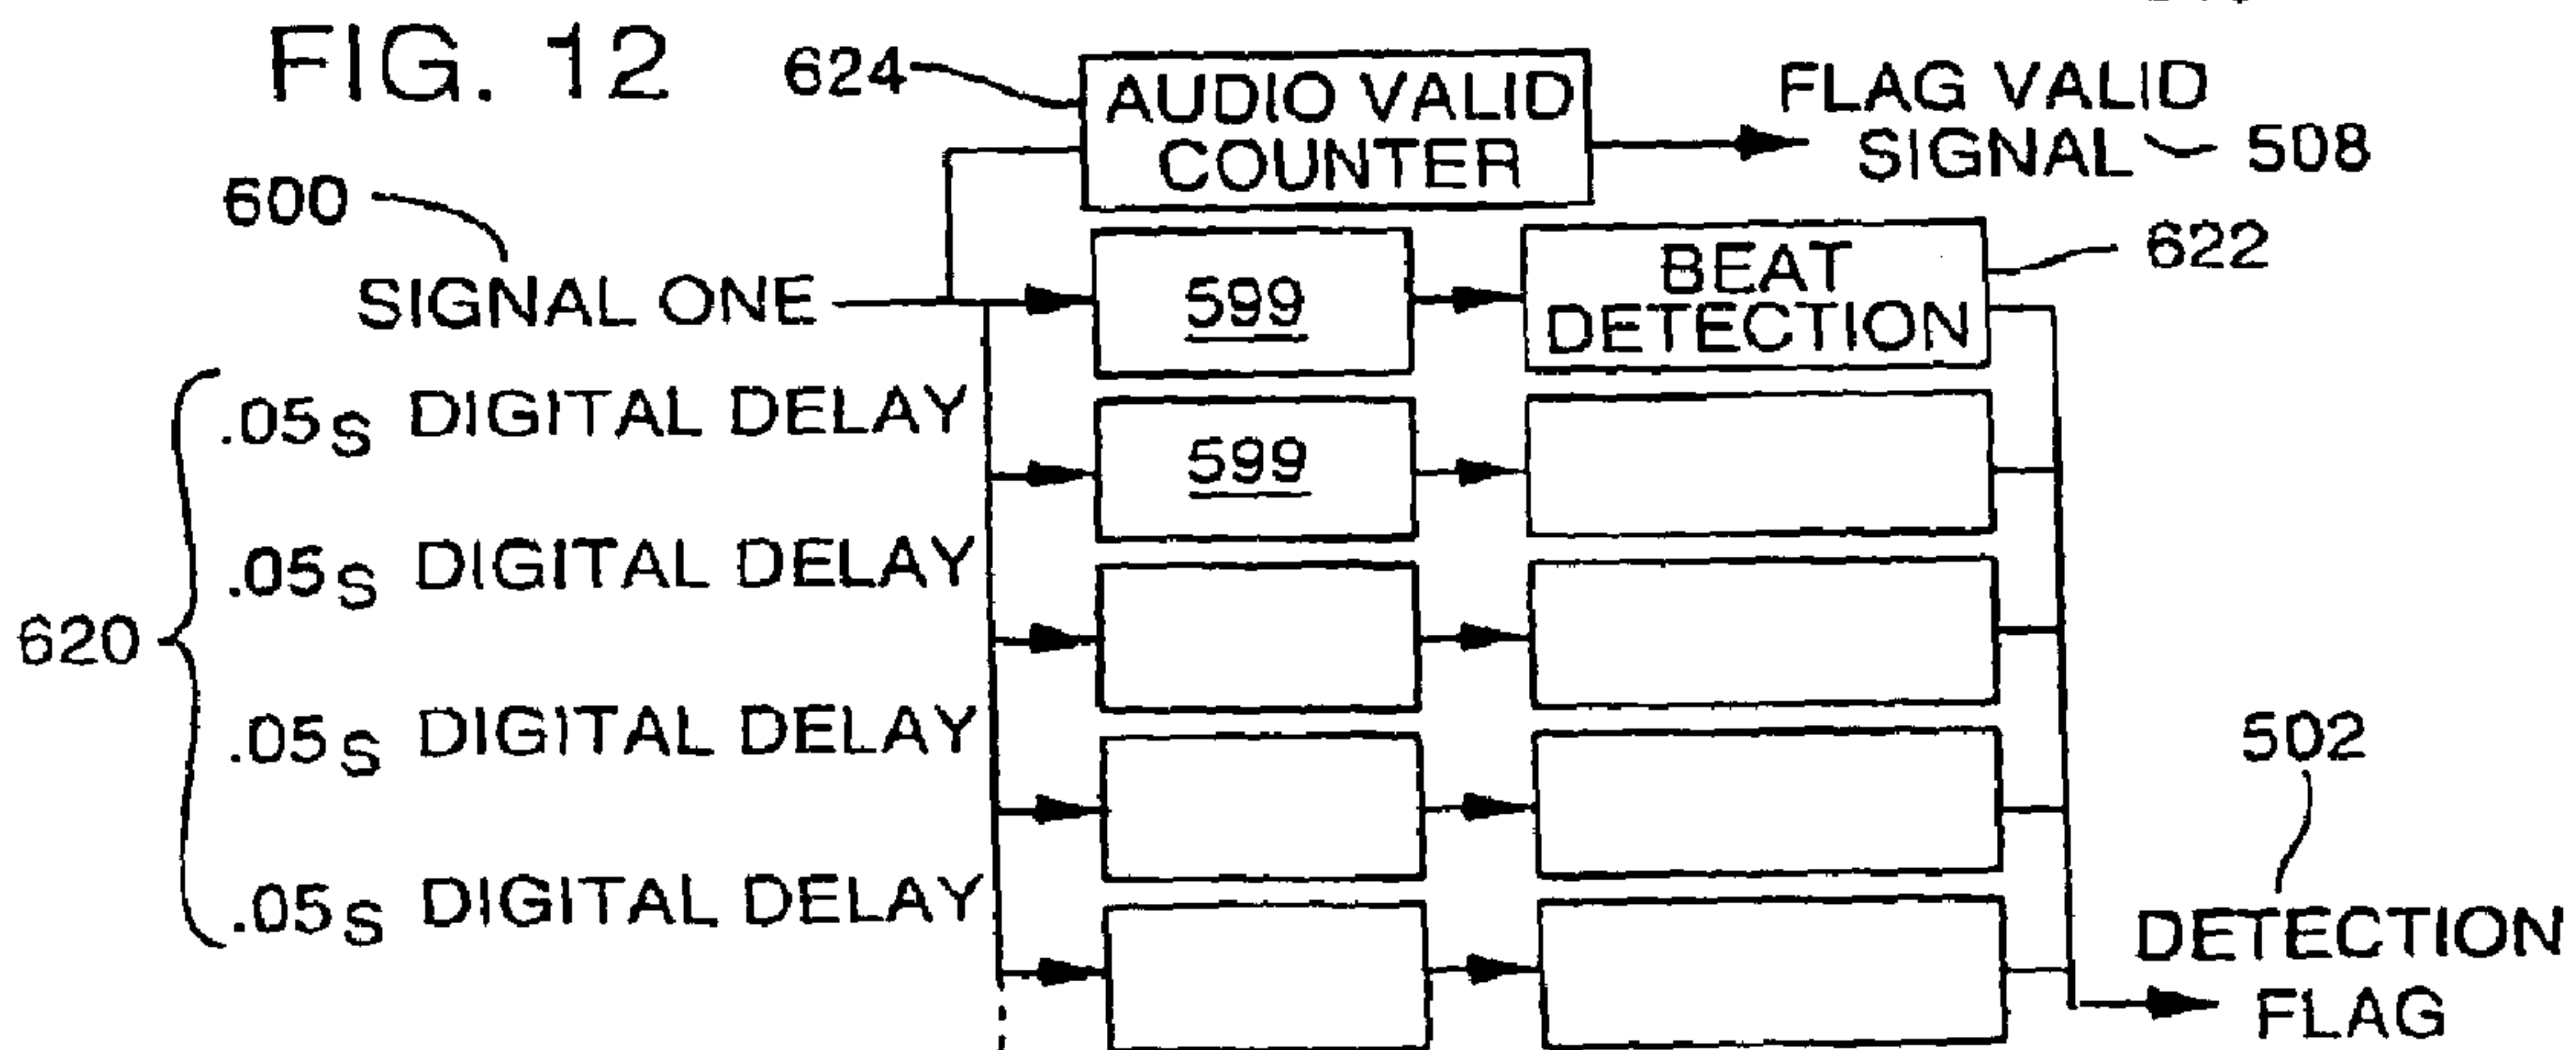 FIG. 12
624
AUDIO VALID
COUNTER
FLAG VALID
SIGNAL
508
600
SIGNAL ONE
599
BEAT
DETECTION
622
620
.05s DIGITAL DELAY
599
.05s DIGITAL DELAY
.05s DIGITAL DELAY
.05s DIGITAL DELAY
502
DETECTION
FLAG